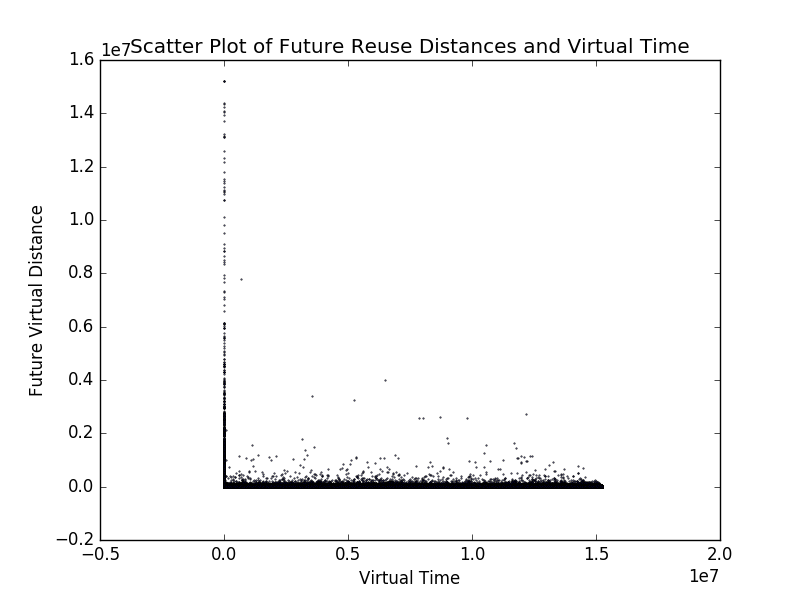 Scatter Plot of Future Reuse Distances and Virtual Time
1e7
1.6
1.4
1.2
1.0
0.8
0.6
0.4
0.2
0.0
−0.2
Future Virtual Distance
−0.5 0.0 0.5 1.0 1.5 2.0
Virtual Time
1e7